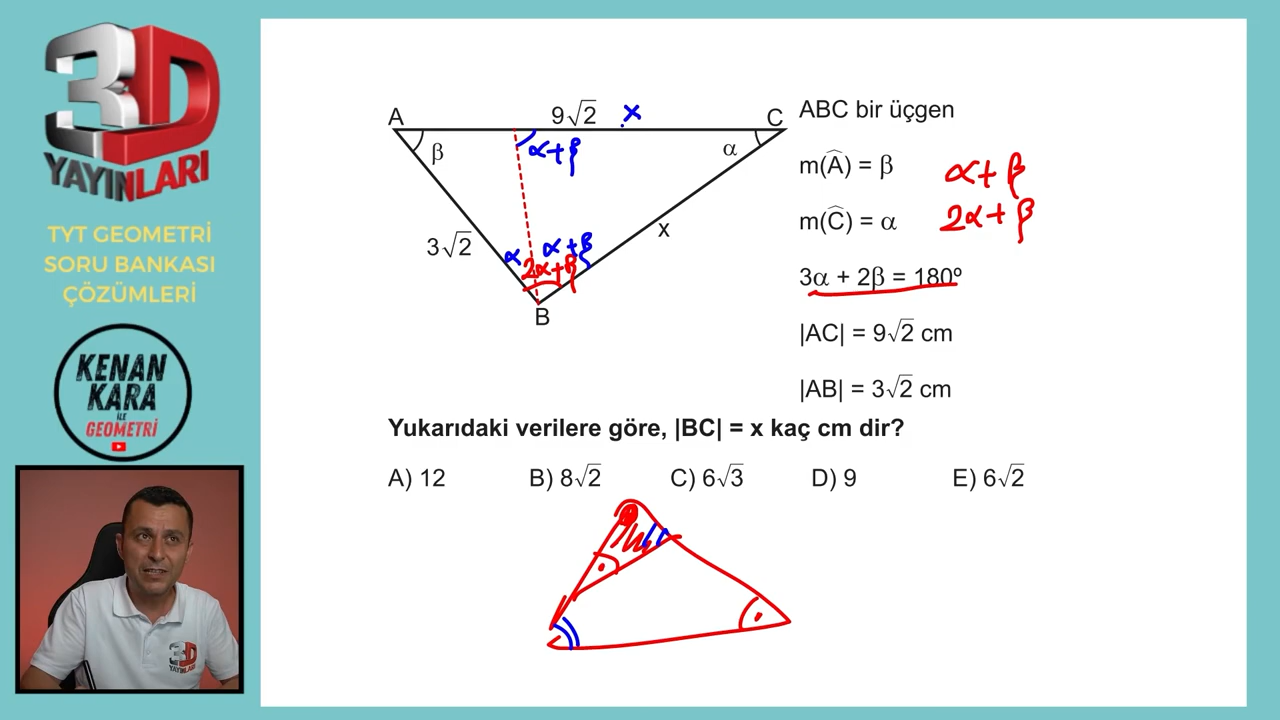 3D
YAYINLARI
TYT GEOMETRİ
SORU BANKASI
ÇÖZÜMLERİ
KENAN
KARA
İLE
GEOMETRİ
3D
YAYINLARI
A
9√2
x
C
β
α+β
α
3√2
x
α
α+β
2α+β
B
ABC bir üçgen
m(Â) = β
α+β
m(Ĉ) = α
2α+β
3α + 2β = 180º
|AC| = 9√2 cm
|AB| = 3√2 cm
Yukarıdaki verilere göre, |BC| = x kaç cm dir?
A) 12 B) 8√2 C) 6√3 D) 9 E) 6√2